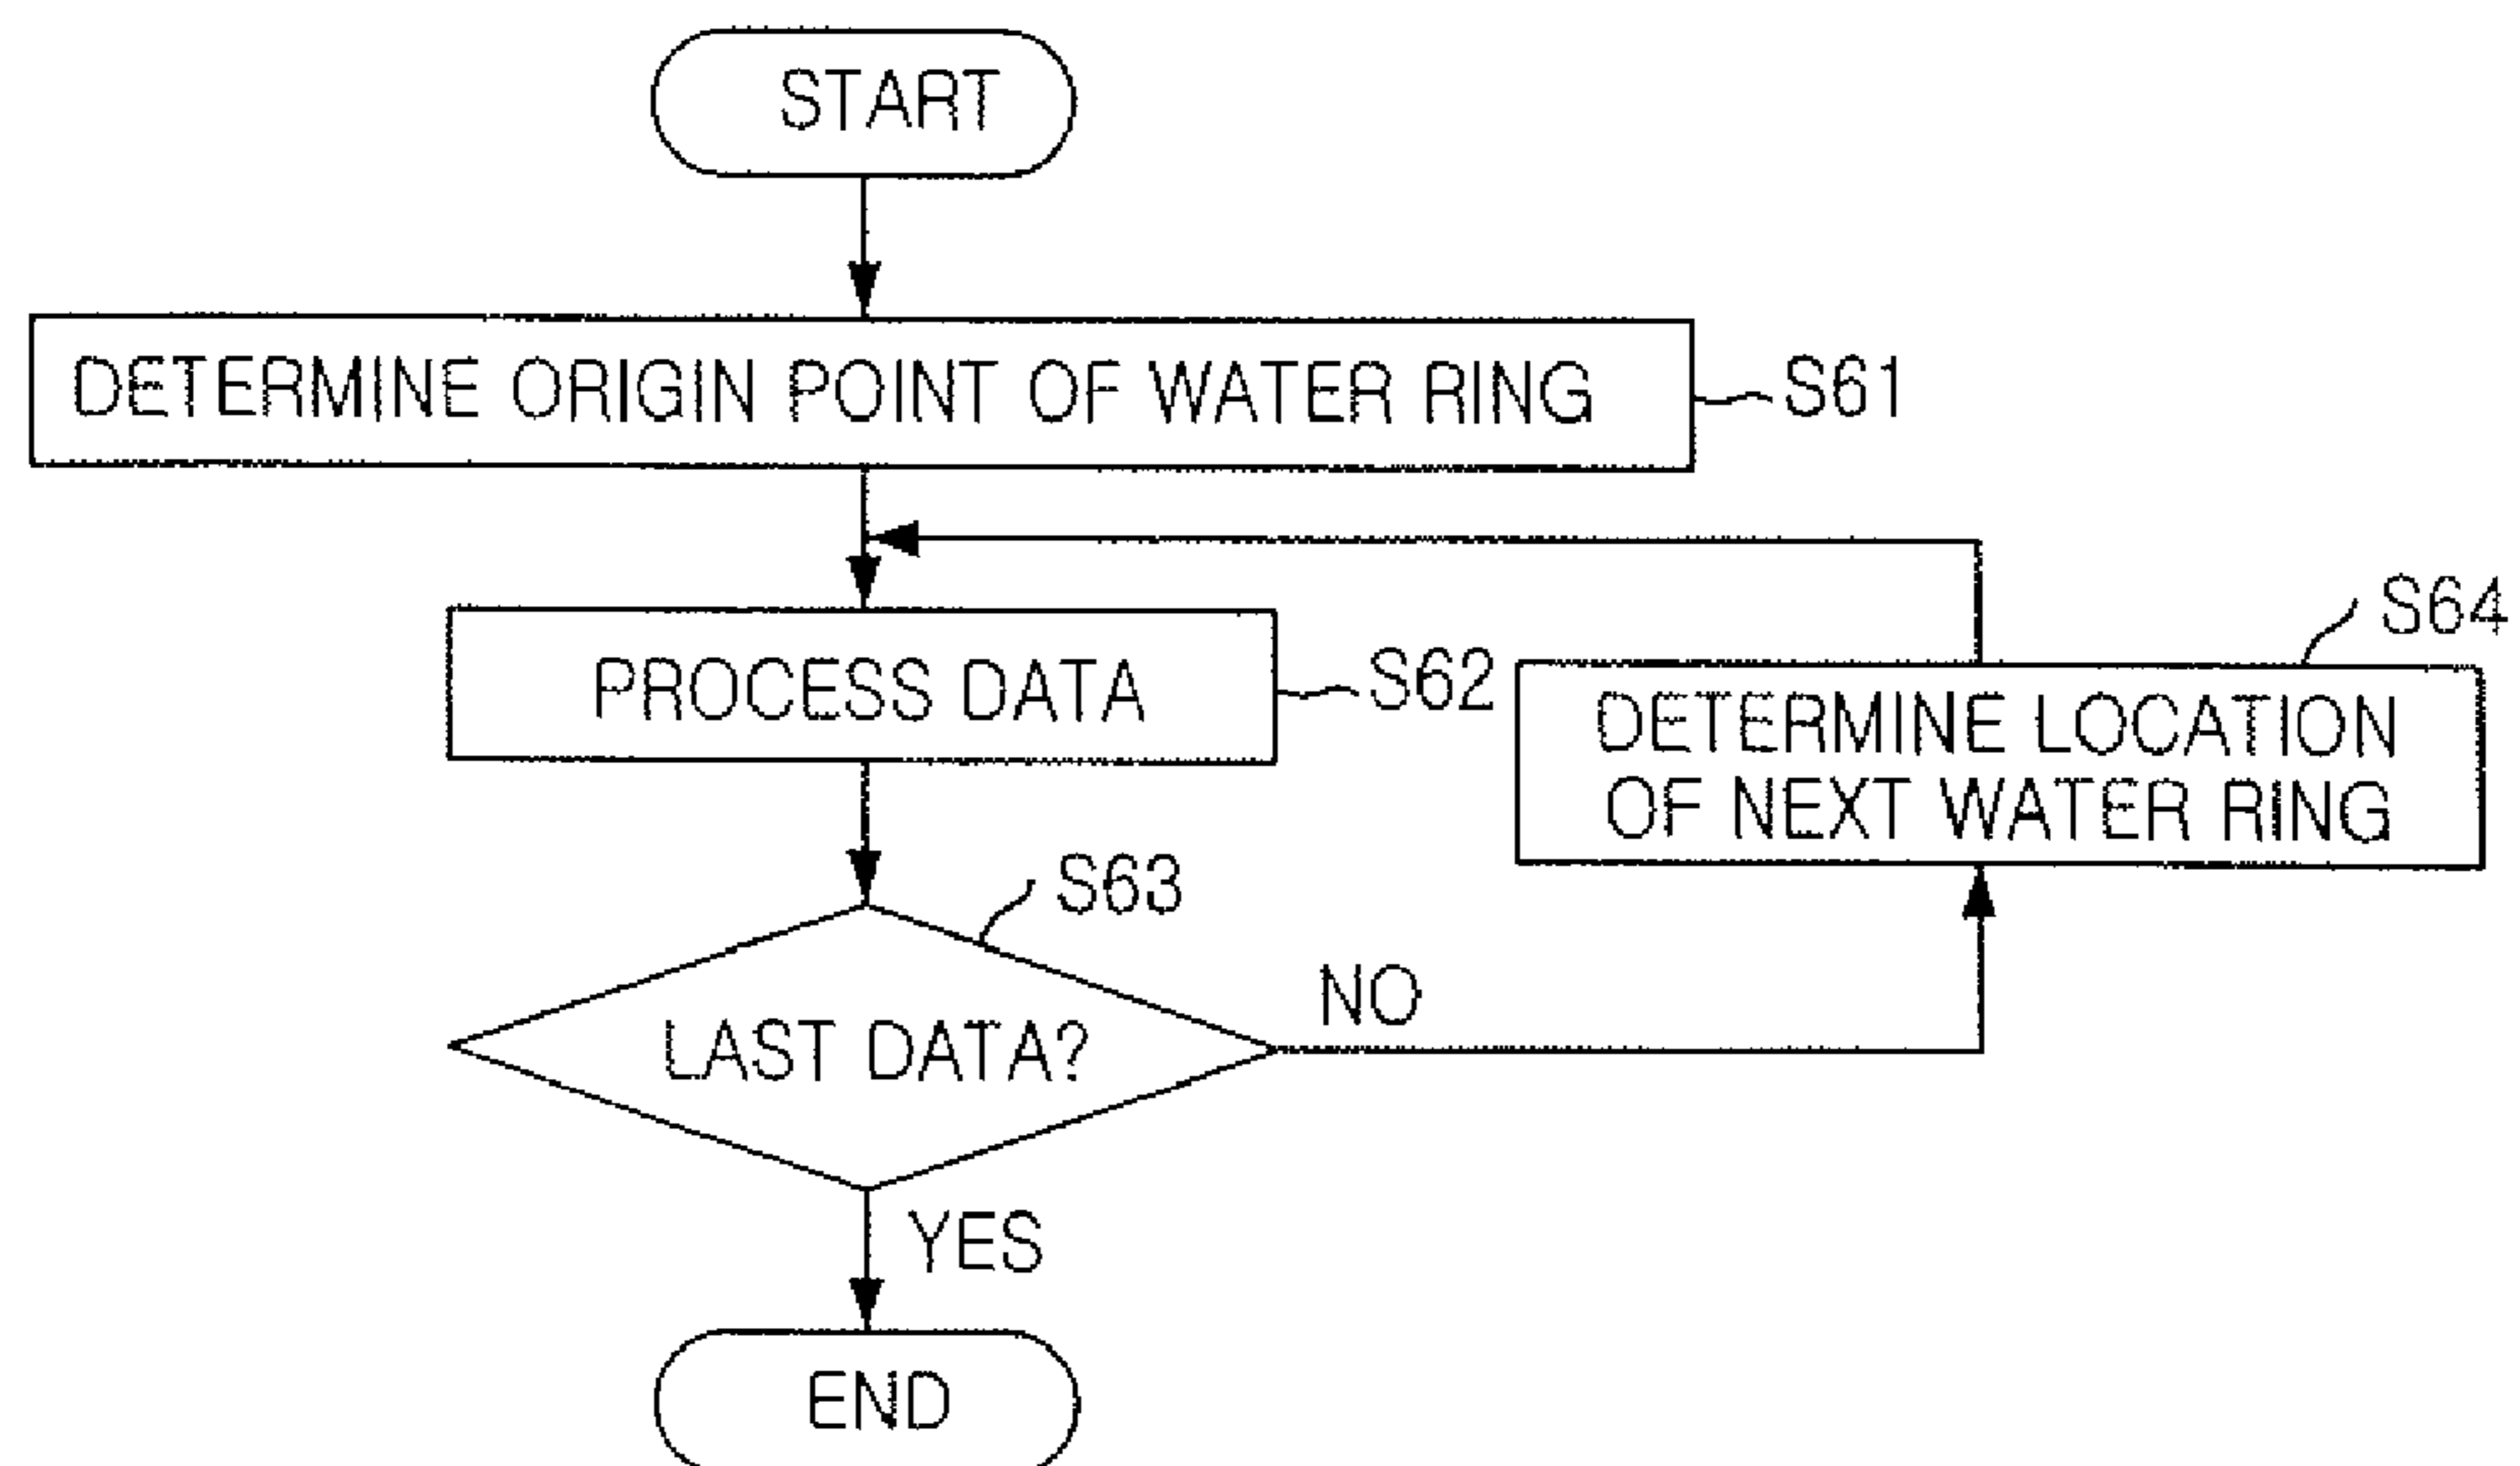 START
DETERMINE ORIGIN POINT OF WATER RING
S61
PROCESS DATA
S62
S64
DETERMINE LOCATION
OF NEXT WATER RING
S63
LAST DATA?
NO
YES
END